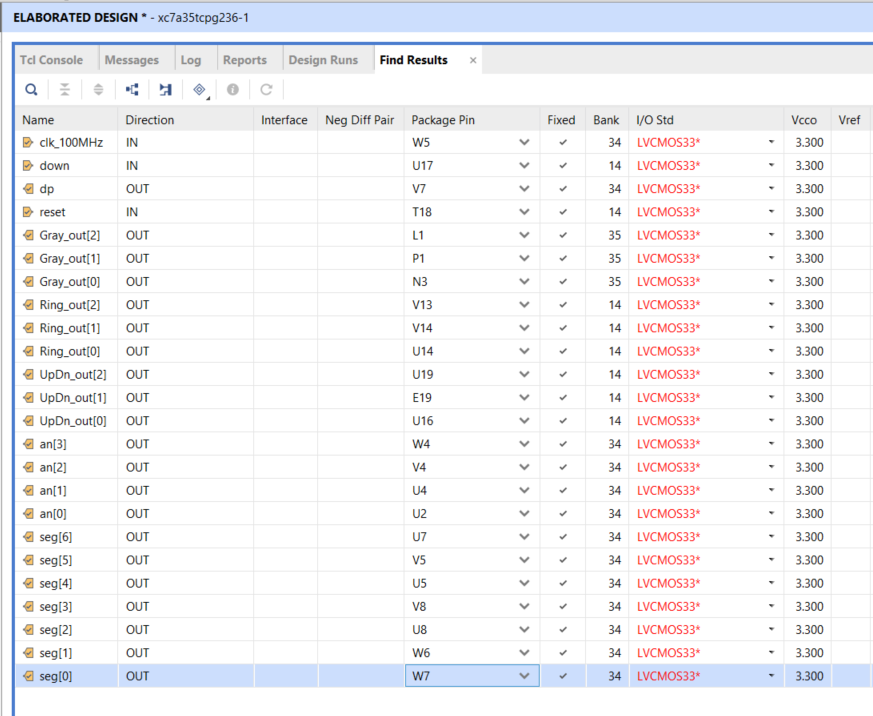 ELABORATED DESIGN * - xc7a35tcpg236-1
Tcl Console Messages Log Reports Design Runs Find Results ×
Name Direction Interface Neg Diff Pair Package Pin Fixed Bank I/O Std Vcco Vref
clk_100MHz IN W5 34 LVCMOS33* 3.300
down IN U17 14 LVCMOS33* 3.300
dp OUT V7 34 LVCMOS33* 3.300
reset IN T18 14 LVCMOS33* 3.300
Gray_out[2] OUT L1 35 LVCMOS33* 3.300
Gray_out[1] OUT P1 35 LVCMOS33* 3.300
Gray_out[0] OUT N3 35 LVCMOS33* 3.300
Ring_out[2] OUT V13 14 LVCMOS33* 3.300
Ring_out[1] OUT V14 14 LVCMOS33* 3.300
Ring_out[0] OUT U14 14 LVCMOS33* 3.300
UpDn_out[2] OUT U19 14 LVCMOS33* 3.300
UpDn_out[1] OUT E19 14 LVCMOS33* 3.300
UpDn_out[0] OUT U16 14 LVCMOS33* 3.300
an[3] OUT W4 34 LVCMOS33* 3.300
an[2] OUT V4 34 LVCMOS33* 3.300
an[1] OUT U4 34 LVCMOS33* 3.300
an[0] OUT U2 34 LVCMOS33* 3.300
seg[6] OUT U7 34 LVCMOS33* 3.300
seg[5] OUT V5 34 LVCMOS33* 3.300
seg[4] OUT U5 34 LVCMOS33* 3.300
seg[3] OUT V8 34 LVCMOS33* 3.300
seg[2] OUT U8 34 LVCMOS33* 3.300
seg[1] OUT W6 34 LVCMOS33* 3.300
seg[0] OUT W7 34 LVCMOS33* 3.300